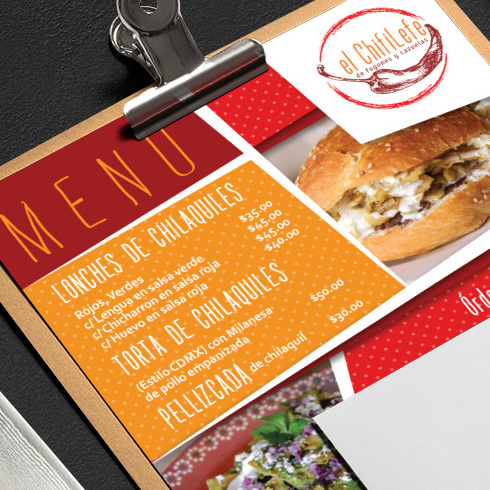 el ChifiLefe
de fogones y cazuelas
MENU
LONCHES DE CHILAQUILES
Rojos, Verdes $35.00
c/ Lengua en salsa verde $45.00
c/ Chicharron en salsa roja $45.00
c/ Huevo en salsa roja $40.00
TORTA DE CHILAQUILES
(Estilo CDMX) con Milanesa $50.00
de pollo empanizada
PELLIZCADA de chilaquil $30.00
Órde